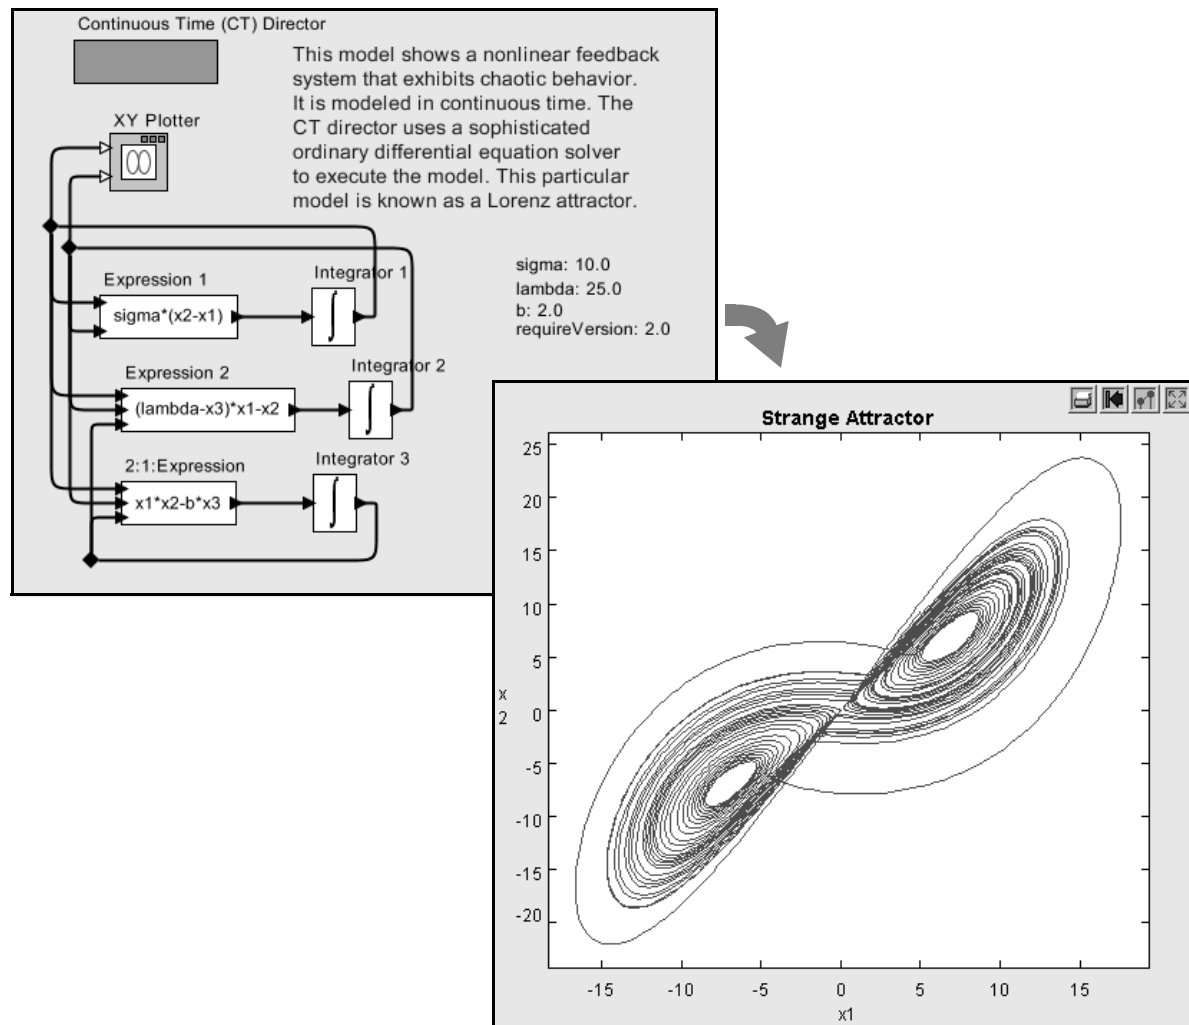 Continuous Time (CT) Director
This model shows a nonlinear feedback
system that exhibits chaotic behavior.
It is modeled in continuous time. The
CT director uses a sophisticated
ordinary differential equation solver
to execute the model. This particular
model is known as a Lorenz attractor.
XY Plotter
Expression 1
sigma*(x2-x1)
Integrator 1
sigma: 10.0
lambda: 25.0
b: 2.0
requireVersion: 2.0
Expression 2
(lambda-x3)*x1-x2
Integrator 2
2:1:Expression
x1*x2-b*x3
Integrator 3
∫
∫
∫
Strange Attractor
25
20
15
10
5
0
-5
-10
-15
-20
x
2
-15
-10
-5
0
5
10
15
x1